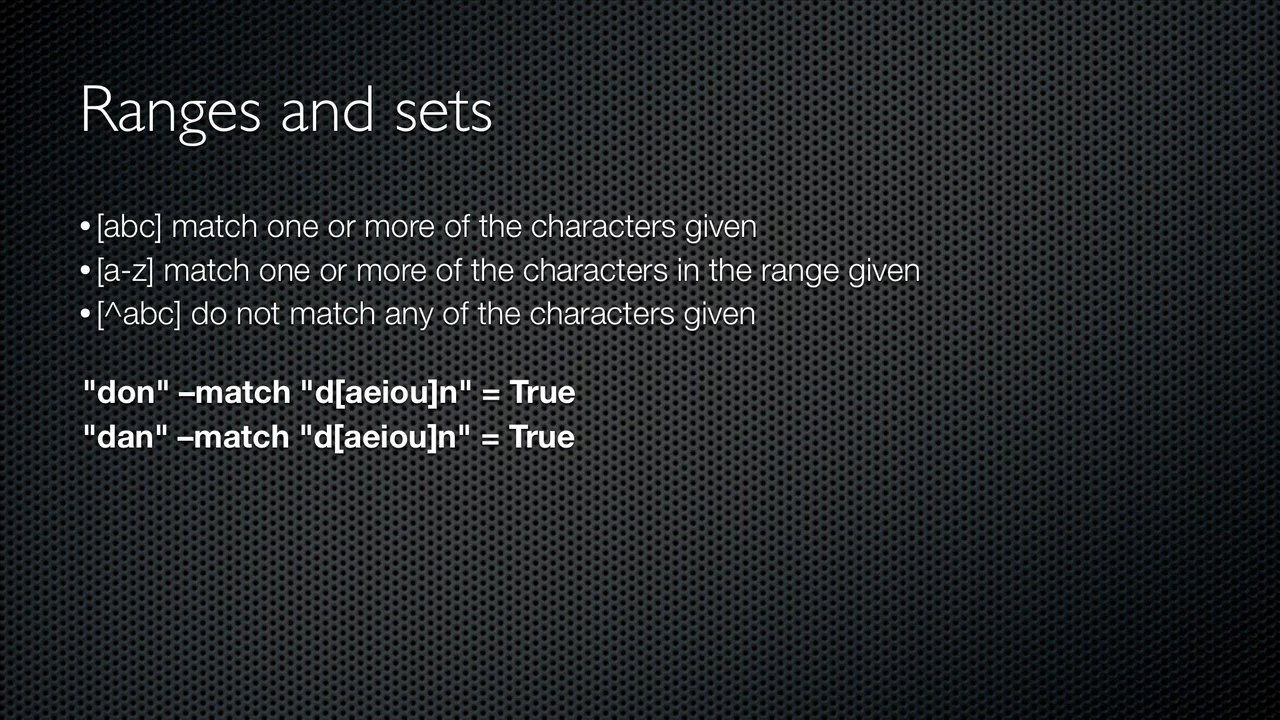 Ranges and sets
• [abc] match one or more of the characters given
• [a-z] match one or more of the characters in the range given
• [^abc] do not match any of the characters given
"don" –match "d[aeiou]n" = True
"dan" –match "d[aeiou]n" = True